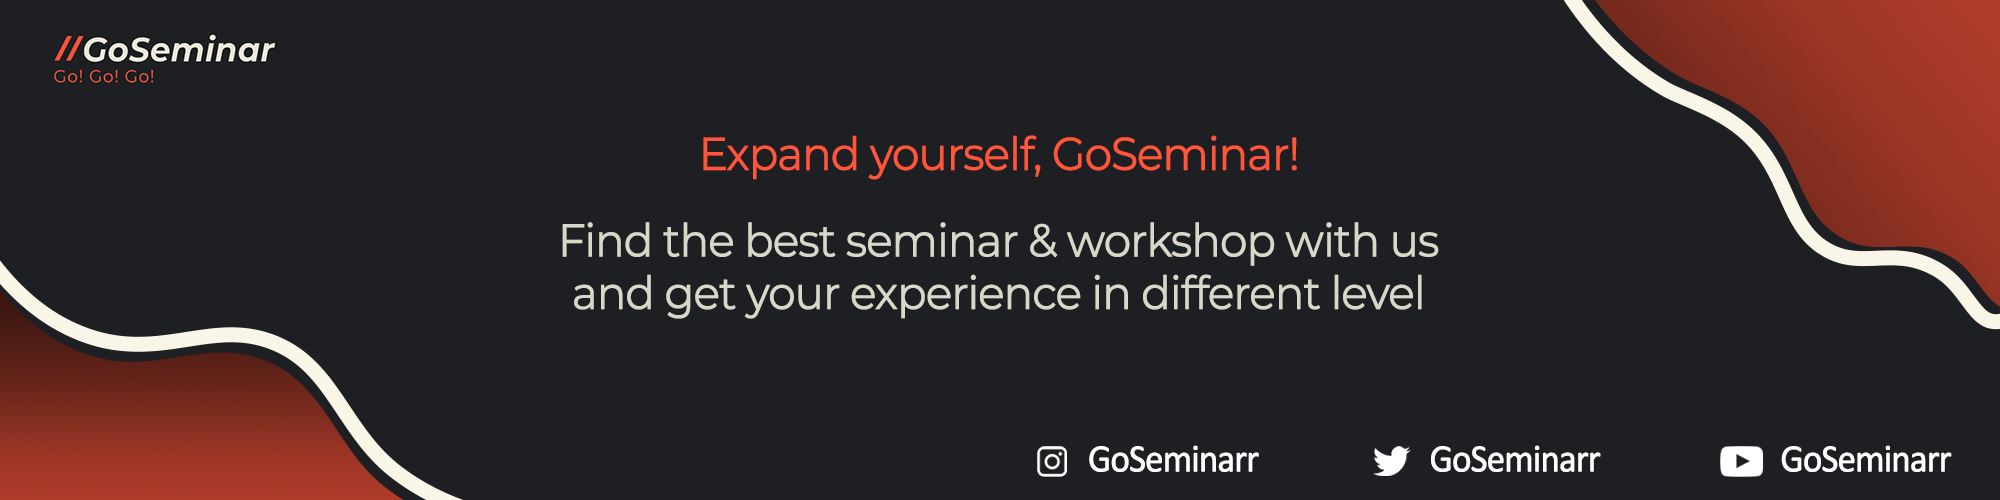 //GoSeminar
Go! Go! Go!
Expand yourself, GoSeminar!
Find the best seminar & workshop with us
and get your experience in different level
GoSeminarr GoSeminarr GoSeminarr